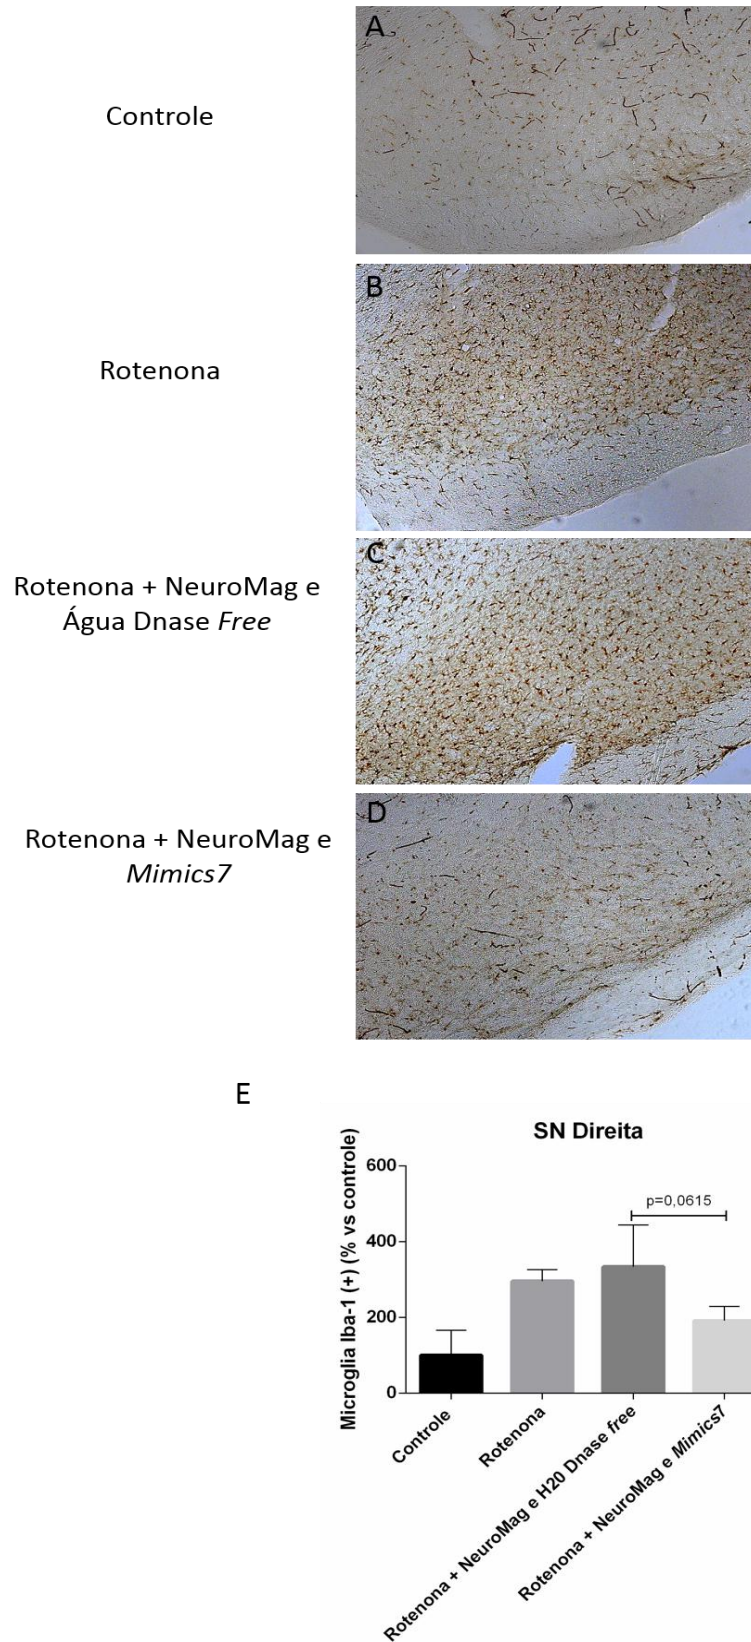 A
Controle
B
Rotenona
C
Rotenona + NeuroMag e
Água Dnase Free
D
Rotenona + NeuroMag e
Mimics7
E
SN Direita
Microglia Iba-1 (+) (% vs controle)
600
400
200
0
p=0,0615
Controle
Rotenona
Rotenona + NeuroMag e H20 Dnase free
Rotenona + NeuroMag e Mimics7